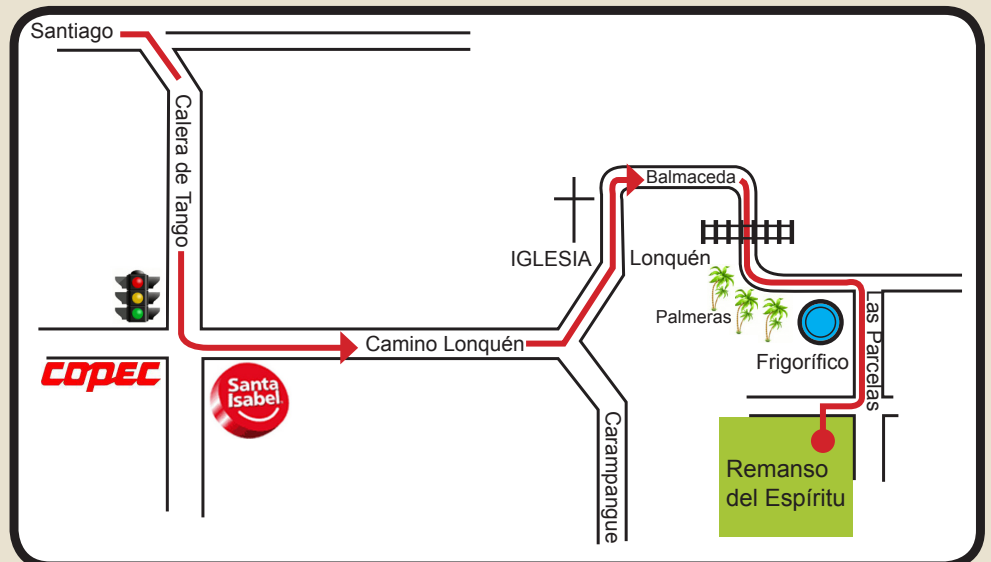 Santiago
Calera de Tango
Balmaceda
IGLESIA
Lonquén
Palmeras
Las Parcelas
Camino Lonquén
Frigorífico
COPEC
Santa
Isabel
Carampangue
Remanso
del Espíritu